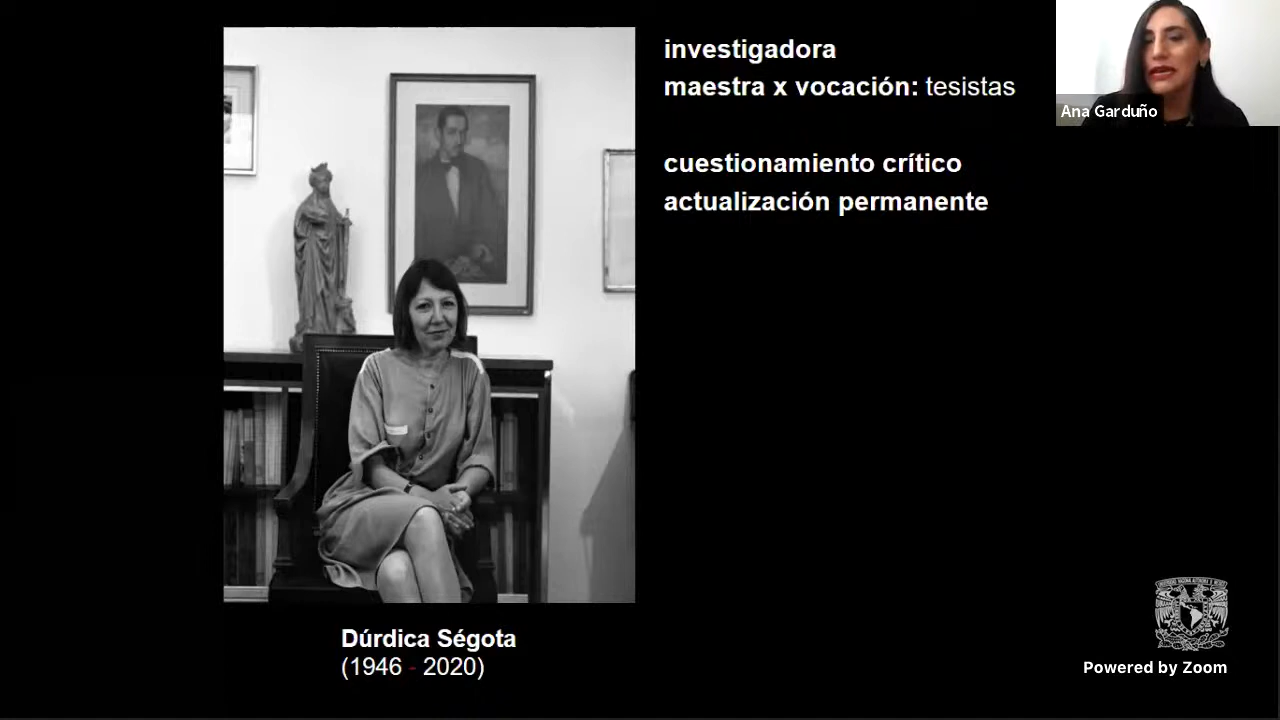 investigadora
maestra x vocación: tesistas
cuestionamiento crítico
actualización permanente
Ana Garduño
Dúrdica Ségota
(1946 - 2020)
Powered by Zoom